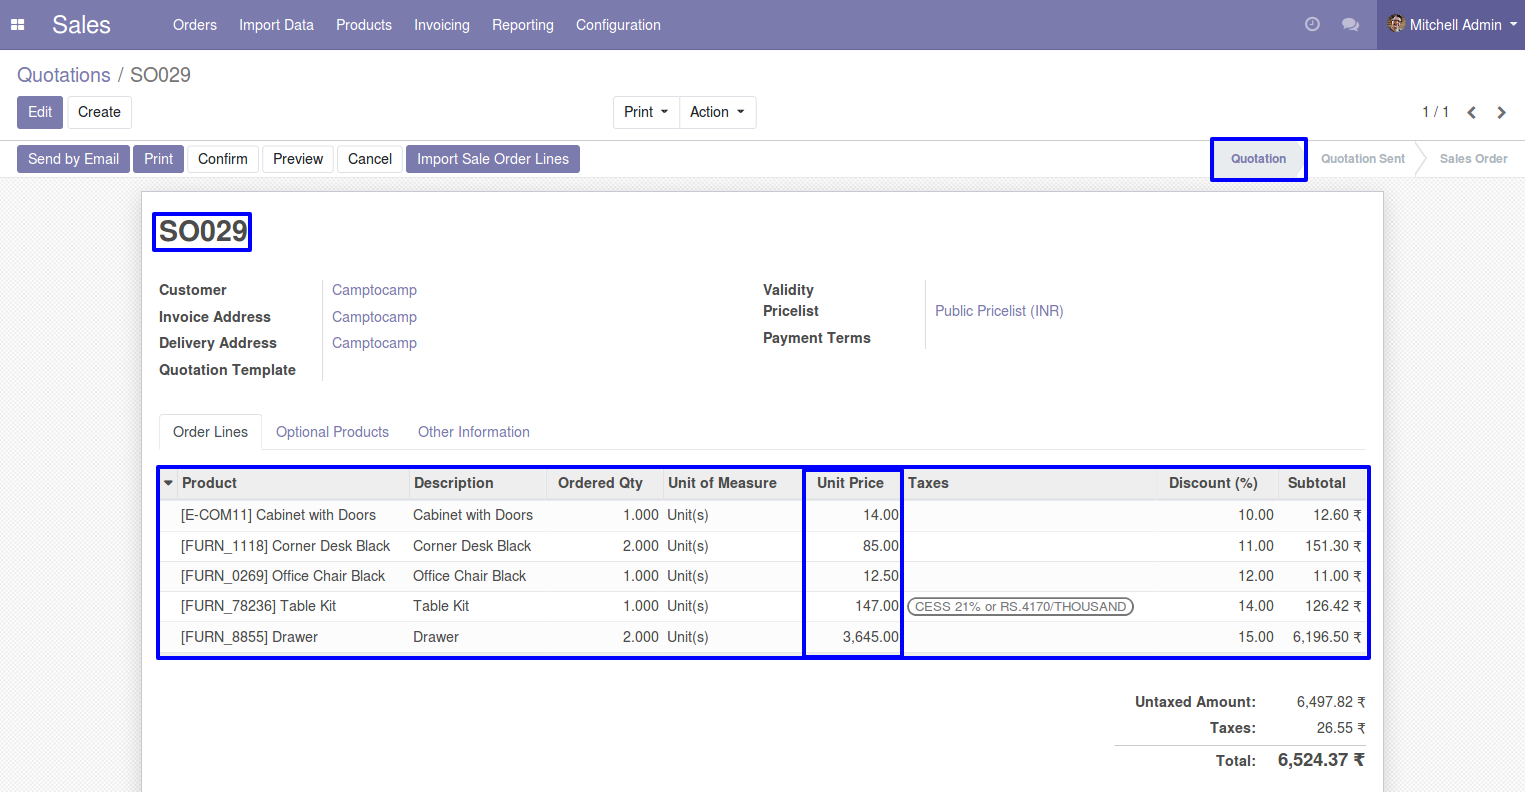 Sales Orders Import Data Products Invoicing Reporting Configuration Mitchell Admin
Quotations / SO029
Edit Create Print Action 1 / 1
Send by Email Print Confirm Preview Cancel Import Sale Order Lines Quotation Quotation Sent Sales Order
SO029
Customer Camptocamp Validity
Invoice Address Camptocamp Pricelist Public Pricelist (INR)
Delivery Address Camptocamp Payment Terms
Quotation Template
Order Lines Optional Products Other Information
Product Description Ordered Qty Unit of Measure Unit Price Taxes Discount (%) Subtotal
[E-COM11] Cabinet with Doors Cabinet with Doors 1.000 Unit(s) 14.00 10.00 12.60 ₹
[FURN_1118] Corner Desk Black Corner Desk Black 2.000 Unit(s) 85.00 11.00 151.30 ₹
[FURN_0269] Office Chair Black Office Chair Black 1.000 Unit(s) 12.50 12.00 11.00 ₹
[FURN_78236] Table Kit Table Kit 1.000 Unit(s) 147.00 CESS 21% or RS.4170/THOUSAND 14.00 126.42 ₹
[FURN_8855] Drawer Drawer 2.000 Unit(s) 3,645.00 15.00 6,196.50 ₹
Untaxed Amount: 6,497.82 ₹
Taxes: 26.55 ₹
Total: 6,524.37 ₹